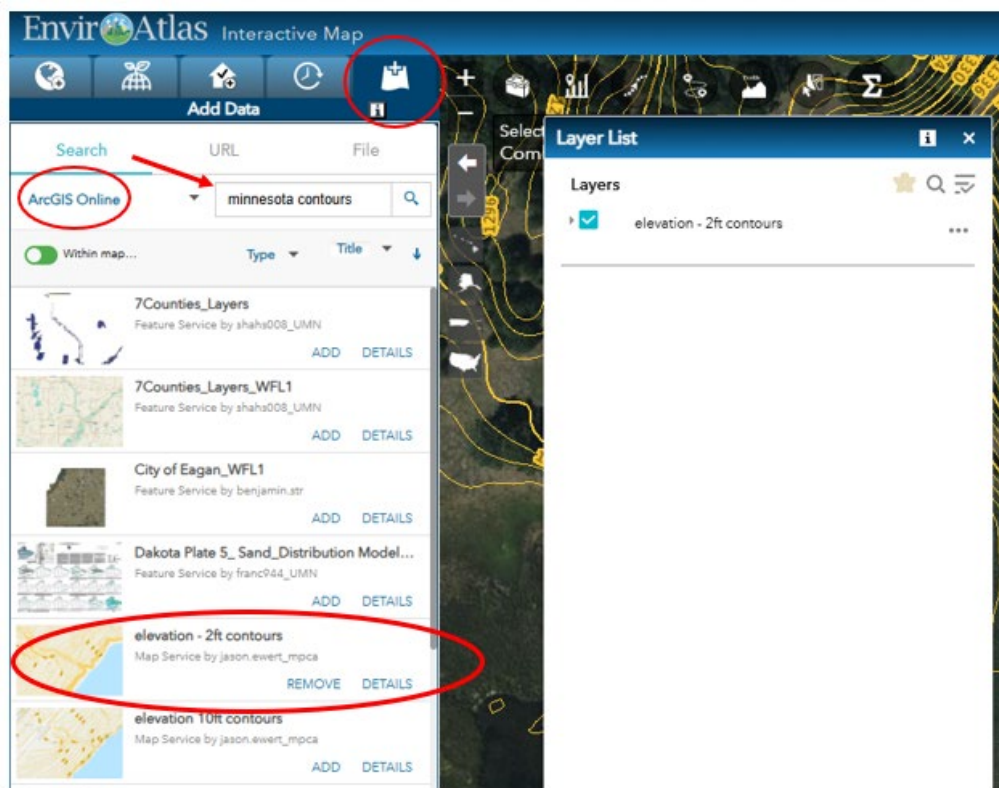 EnviroAtlas Interactive Map
Add Data
Search URL File
ArcGIS Online minnesota contours
Within map... Type Title
7Counties_Layers
Feature Service by shahs008_UMN
ADD DETAILS
7Counties_Layers_WFL1
Feature Service by shahs008_UMN
ADD DETAILS
City of Eagan_WFL1
Feature Service by benjamin.str
ADD DETAILS
Dakota Plate 5_ Sand_Distribution Model...
Feature Service by franc944_UMN
ADD DETAILS
elevation - 2ft contours
Map Service by jason.ewert_mpca
REMOVE DETAILS
elevation 10ft contours
Map Service by jason.ewert_mpca
ADD DETAILS
Select
Com
1296
Layer List
Layers
elevation - 2ft contours